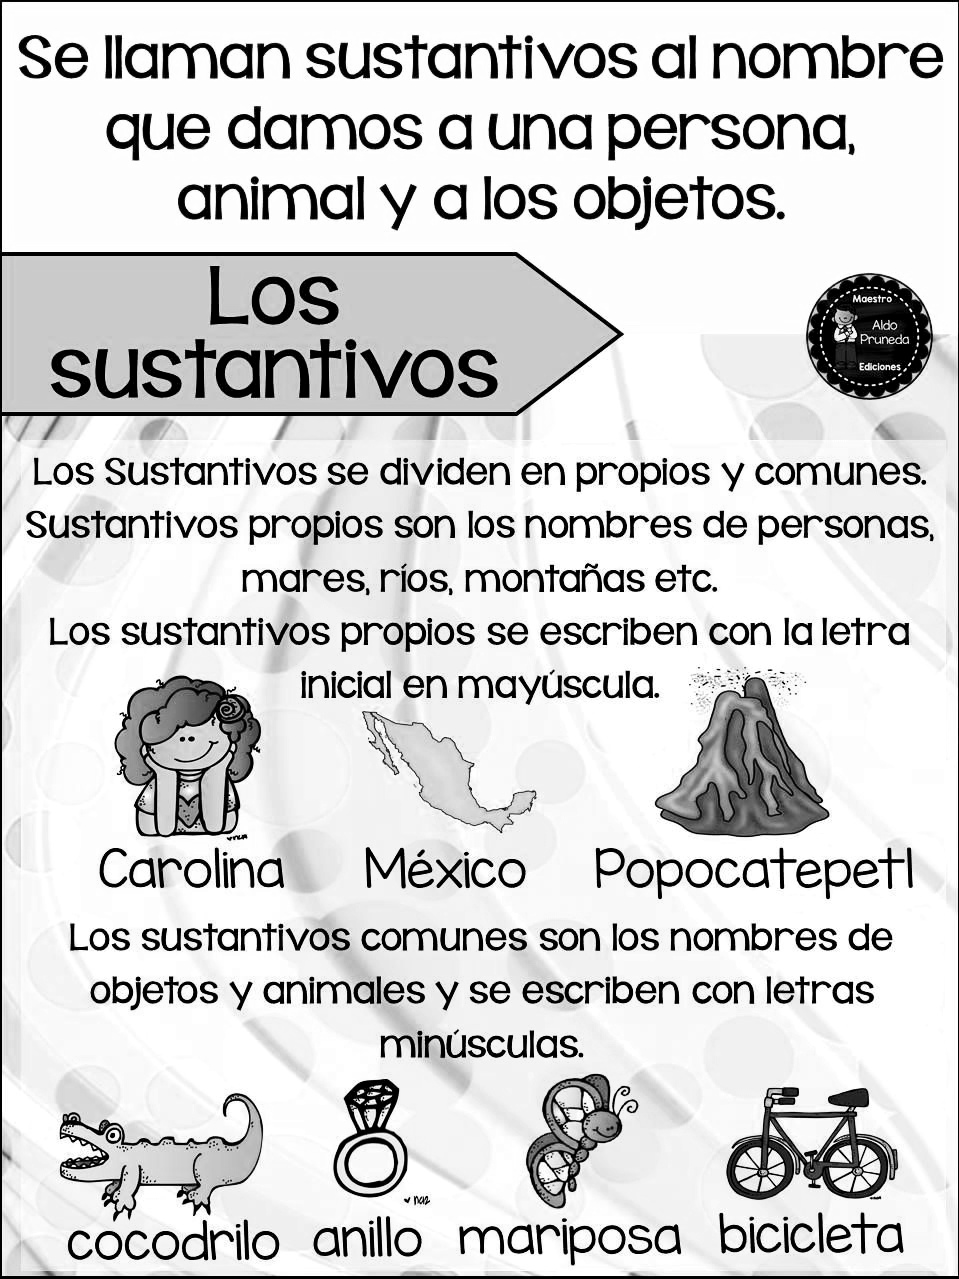 Se llaman sustantivos al nombre
que damos a una persona,
animal y a los objetos.
Los
sustantivos
Maestro
Aldo
Pruneda
Ediciones
Los Sustantivos se dividen en propios y comunes.
Sustantivos propios son los nombres de personas,
mares, ríos, montañas etc.
Los sustantivos propios se escriben con la letra
inicial en mayúscula.
Carolina México Popocatepetl
Los sustantivos comunes son los nombres de
objetos y animales y se escriben con letras
minúsculas.
cocodrilo anillo mariposa bicicleta